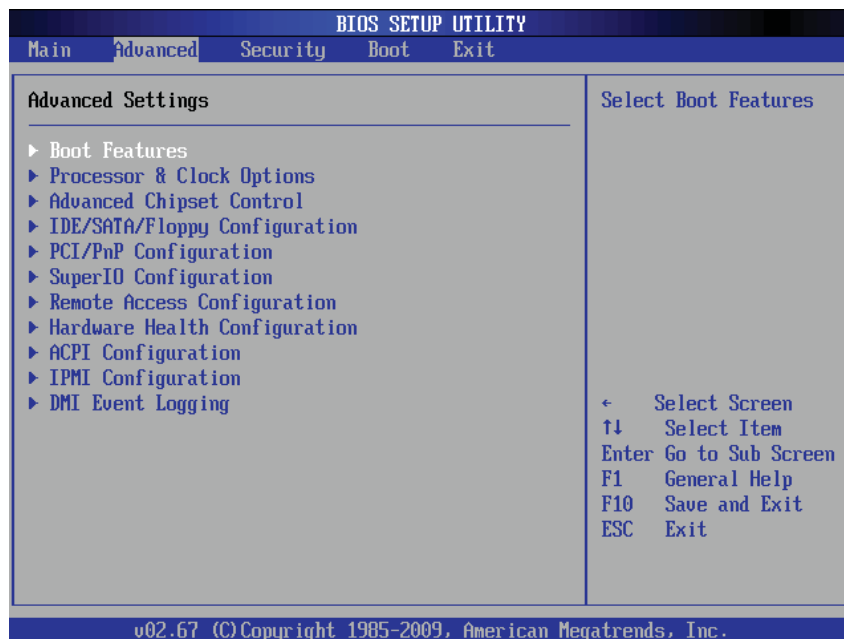 BIOS SETUP UTILITY
Main Advanced Security Boot Exit
Advanced Settings
▶ Boot Features
▶ Processor & Clock Options
▶ Advanced Chipset Control
▶ IDE/SATA/Floppy Configuration
▶ PCI/PnP Configuration
▶ SuperIO Configuration
▶ Remote Access Configuration
▶ Hardware Health Configuration
▶ ACPI Configuration
▶ IPMI Configuration
▶ DMI Event Logging
Select Boot Features
← Select Screen
↑↓ Select Item
Enter Go to Sub Screen
F1 General Help
F10 Save and Exit
ESC Exit
v02.67 (C)Copyright 1985-2009, American Megatrends, Inc.